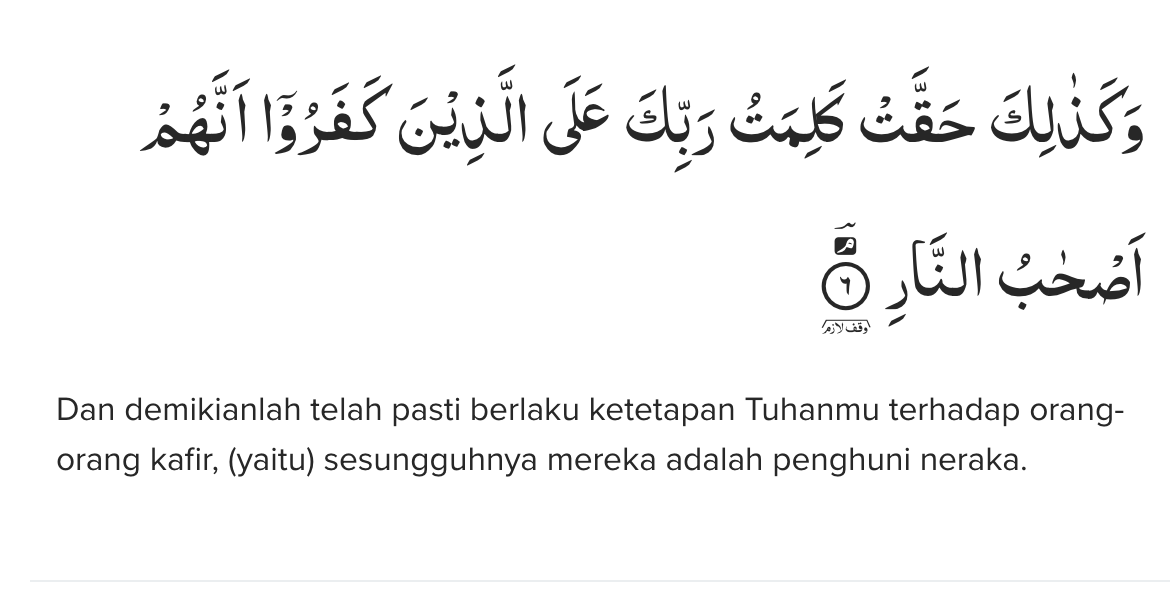 وَكَذٰلِكَ حَقَّتْ كَلِمَتُ رَبِّكَ عَلَى الَّذِيْنَ كَفَرُوْٓا اَنَّهُمْ
اَصْحٰبُ النَّارِۘ ٦
وقف لازم
Dan demikianlah telah pasti berlaku ketetapan Tuhanmu terhadap orang-
orang kafir, (yaitu) sesungguhnya mereka adalah penghuni neraka.